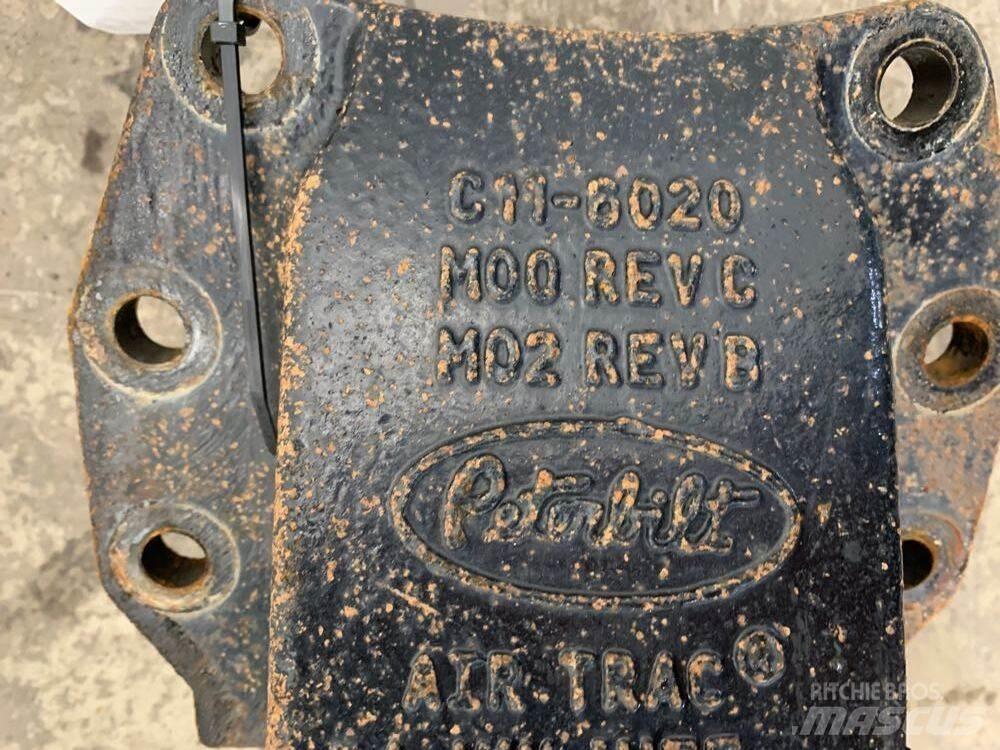 C11-6020
M00 REV C
M02 REV B
Peterbilt
AIR TRAC®
RITCHIE BROS.
MASCUS